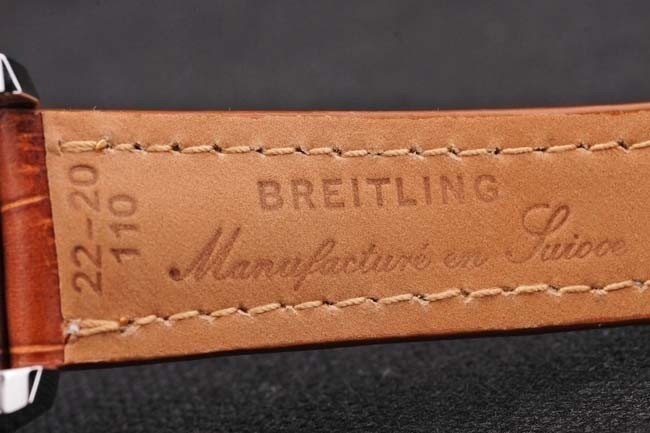 BREITLING
Manufacturé en Suisse
22-20
110